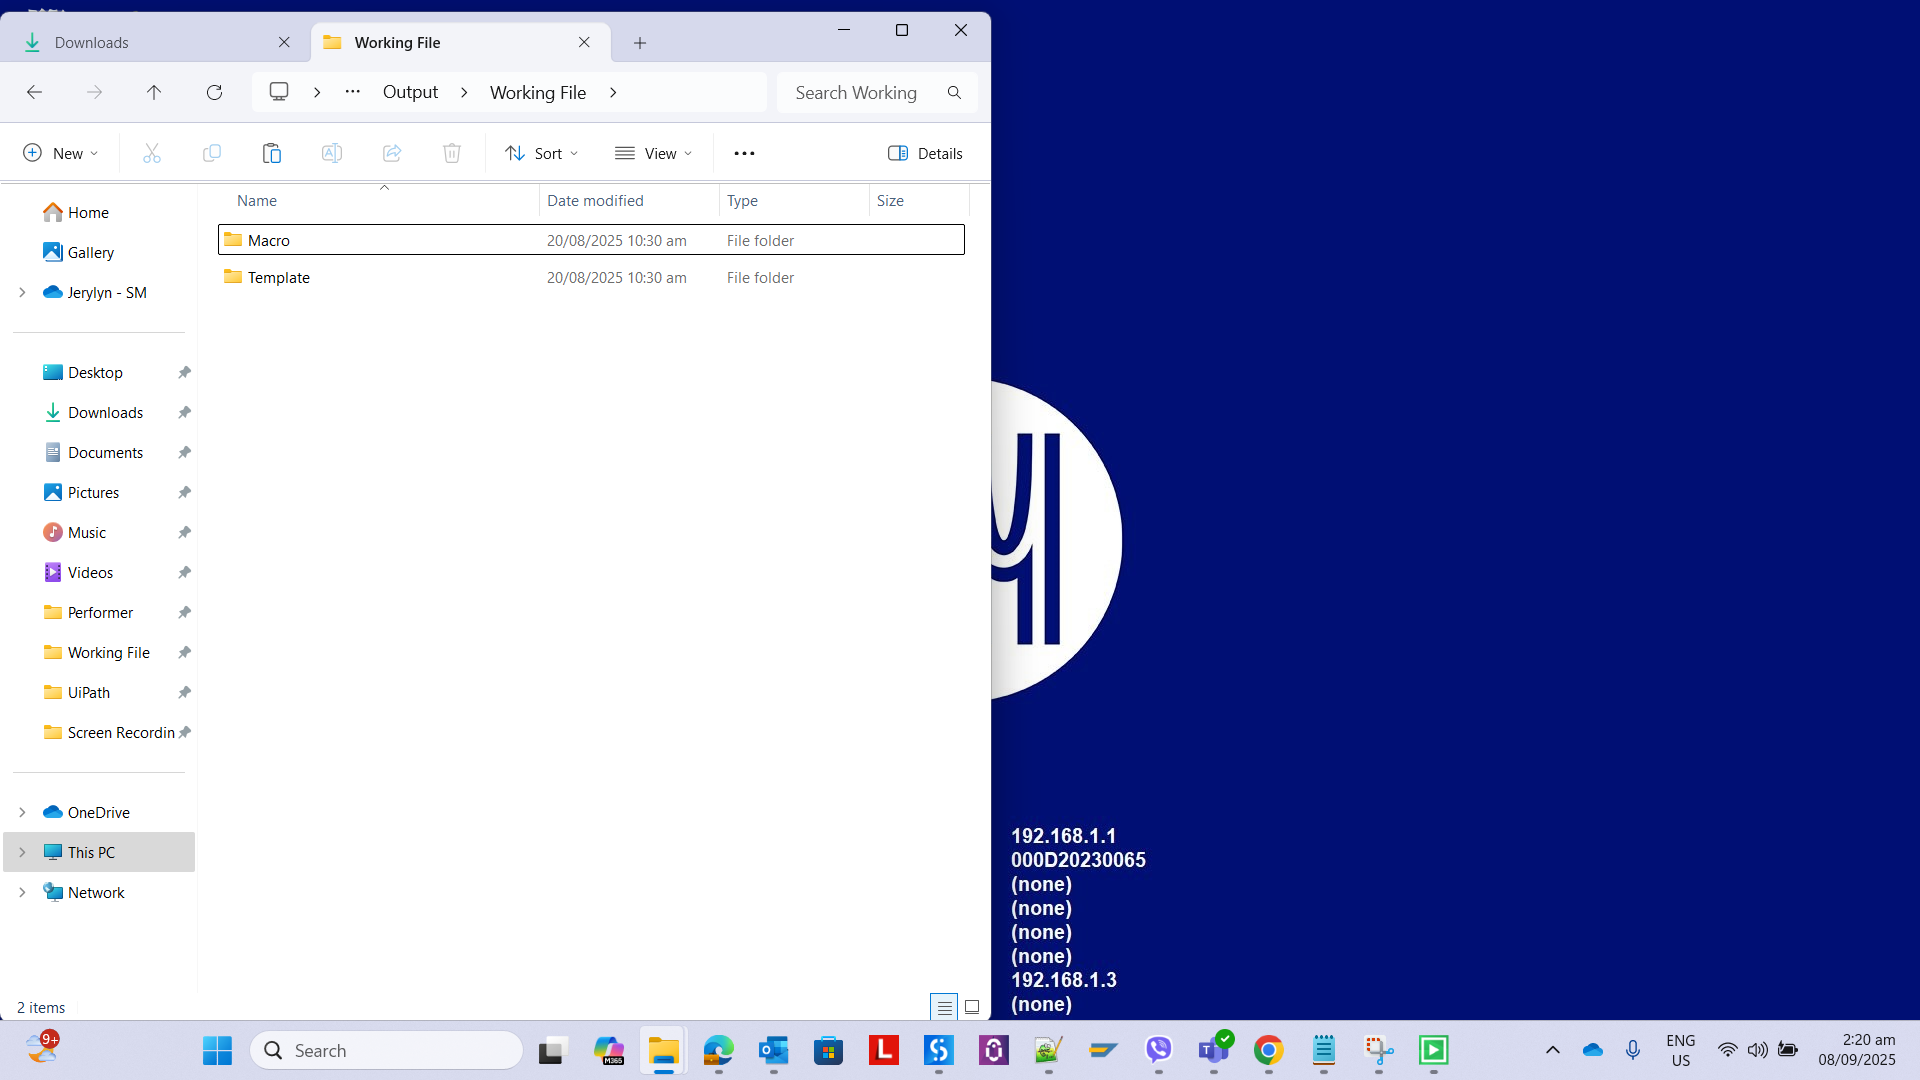 Downloads
Working File
Output
Working File
Search Working
New
Sort
View
Details
Name
Date modified
Type
Size
Macro 20/08/2025 10:30 am File folder
Template 20/08/2025 10:30 am File folder
Home
Gallery
Jerylyn - SM
Desktop
Downloads
Documents
Pictures
Music
Videos
Performer
Working File
UiPath
Screen Recordin
OneDrive
This PC
Network
2 items
192.168.1.1
000D20230065
(none)
(none)
(none)
(none)
192.168.1.3
(none)
9+
Search
M365
L
ENG
US
2:20 am
08/09/2025